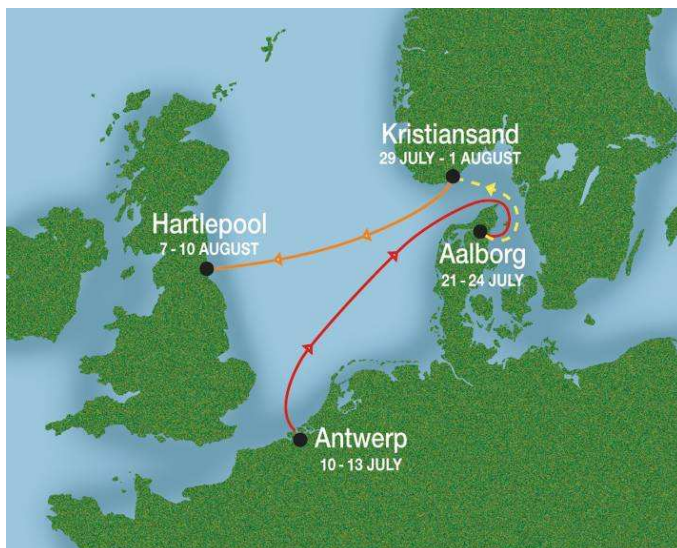 Kristiansand
29 JULY - 1 AUGUST
Hartlepool
7 - 10 AUGUST
Aalborg
21 - 24 JULY
Antwerp
10 - 13 JULY